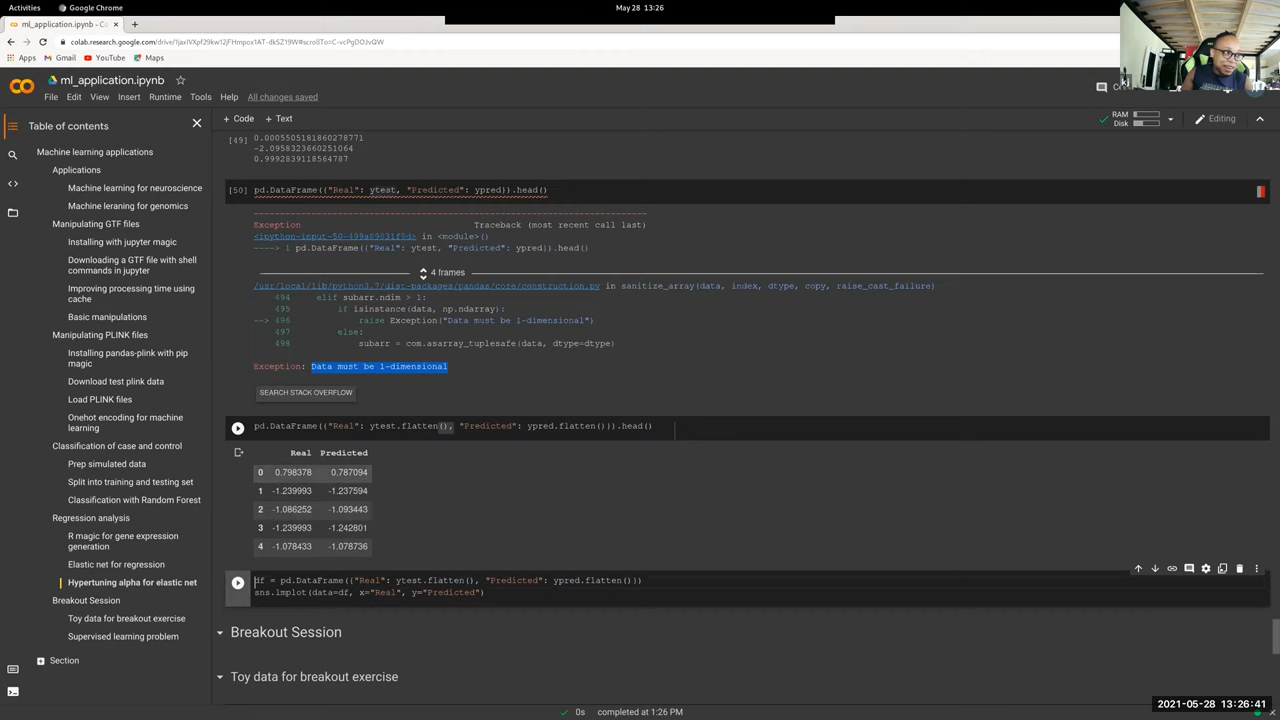 Activities
Google Chrome
May 28 13:26
ml_application.ipynb - Co
colab.research.google.com/drive/1jaxIVXpf29kw12jFHmpox1AT-dk5Z19W#scrollTo=C-vcPgDOJvQW
Apps Gmail YouTube Maps
ml_application.ipynb
File Edit View Insert Runtime Tools Help All changes saved
Table of contents
+ Code + Text
RAM
Disk
Editing
Machine learning applications
Applications
Machine learning for neuroscience
Machine leraning for genomics
Manipulating GTF files
Installing with jupyter magic
Downloading a GTF file with shell
commands in jupyter
Improving processing time using
cache
Basic manipulations
Manipulating PLINK files
Installing pandas-plink with pip
magic
Download test plink data
Load PLINK files
Onehot encoding for machine
learning
Classification of case and control
Prep simulated data
Split into training and testing set
Classification with Random Forest
Regression analysis
R magic for gene expression
generation
Elastic net for regression
Hypertuning alpha for elastic net
Breakout Session
Toy data for breakout exercise
Supervised learning problem
Section
[49] 0.0005505181860278771
-2.0958323660251064
0.9992839118564787
[50] pd.DataFrame({"Real": ytest, "Predicted": ypred}).head()
Exception Traceback (most recent call last)
<ipython-input-50-499a89831f8d> in <module>()
----> 1 pd.DataFrame({"Real": ytest, "Predicted": ypred}).head()
4 frames
/usr/local/lib/python3.7/dist-packages/pandas/core/construction.py in sanitize_array(data, index, dtype, copy, raise_cast_failure)
494 elif subarr.ndim > 1:
495 if isinstance(data, np.ndarray):
--> 496 raise Exception("Data must be 1-dimensional")
497 else:
498 subarr = com.asarray_tuplesafe(data, dtype=dtype)
Exception: Data must be 1-dimensional
SEARCH STACK OVERFLOW
pd.DataFrame({"Real": ytest.flatten(), "Predicted": ypred.flatten()}).head()
Real Predicted
0 0.798378 0.787094
1 -1.239993 -1.237594
2 -1.086252 -1.093443
3 -1.239993 -1.242801
4 -1.078433 -1.078736
df = pd.DataFrame({"Real": ytest.flatten(), "Predicted": ypred.flatten()})
sns.lmplot(data=df, x="Real", y="Predicted")
Breakout Session
Toy data for breakout exercise
0s completed at 1:26 PM
2021-05-28 13:26:41